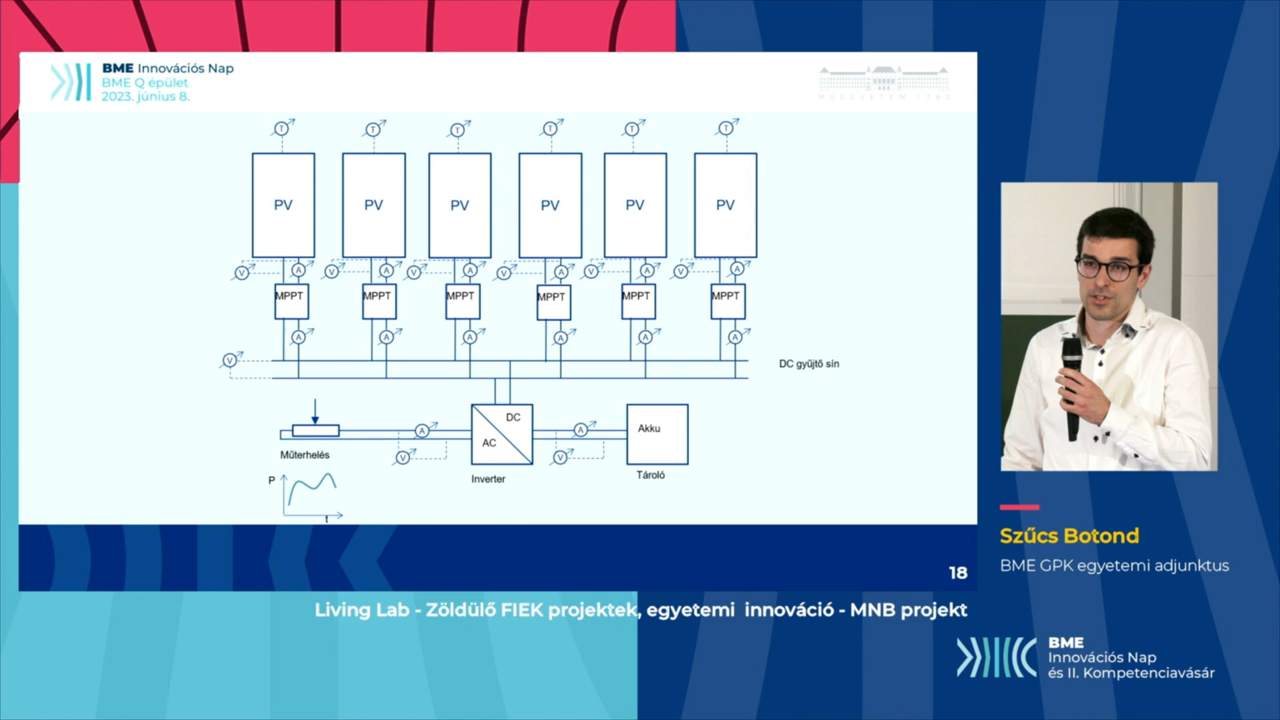 BME Innovációs Nap
BME Q épület
2023. június 8.
MŰEGYETEM 1782
T T T T T T
PV PV PV PV PV PV
V A V A V A V A V A V A
MPPT MPPT MPPT MPPT MPPT MPPT
A A A A A A
V
DC gyűjtő sín
DC
AC
A
V
A
V
Akku
Műterhelés
Inverter
Tároló
P
t
18
Szűcs Botond
BME GPK egyetemi adjunktus
Living Lab - Zöldülő FIEK projektek, egyetemi innováció - MNB projekt
BME
Innovációs Nap
és II. Kompetenciavásár